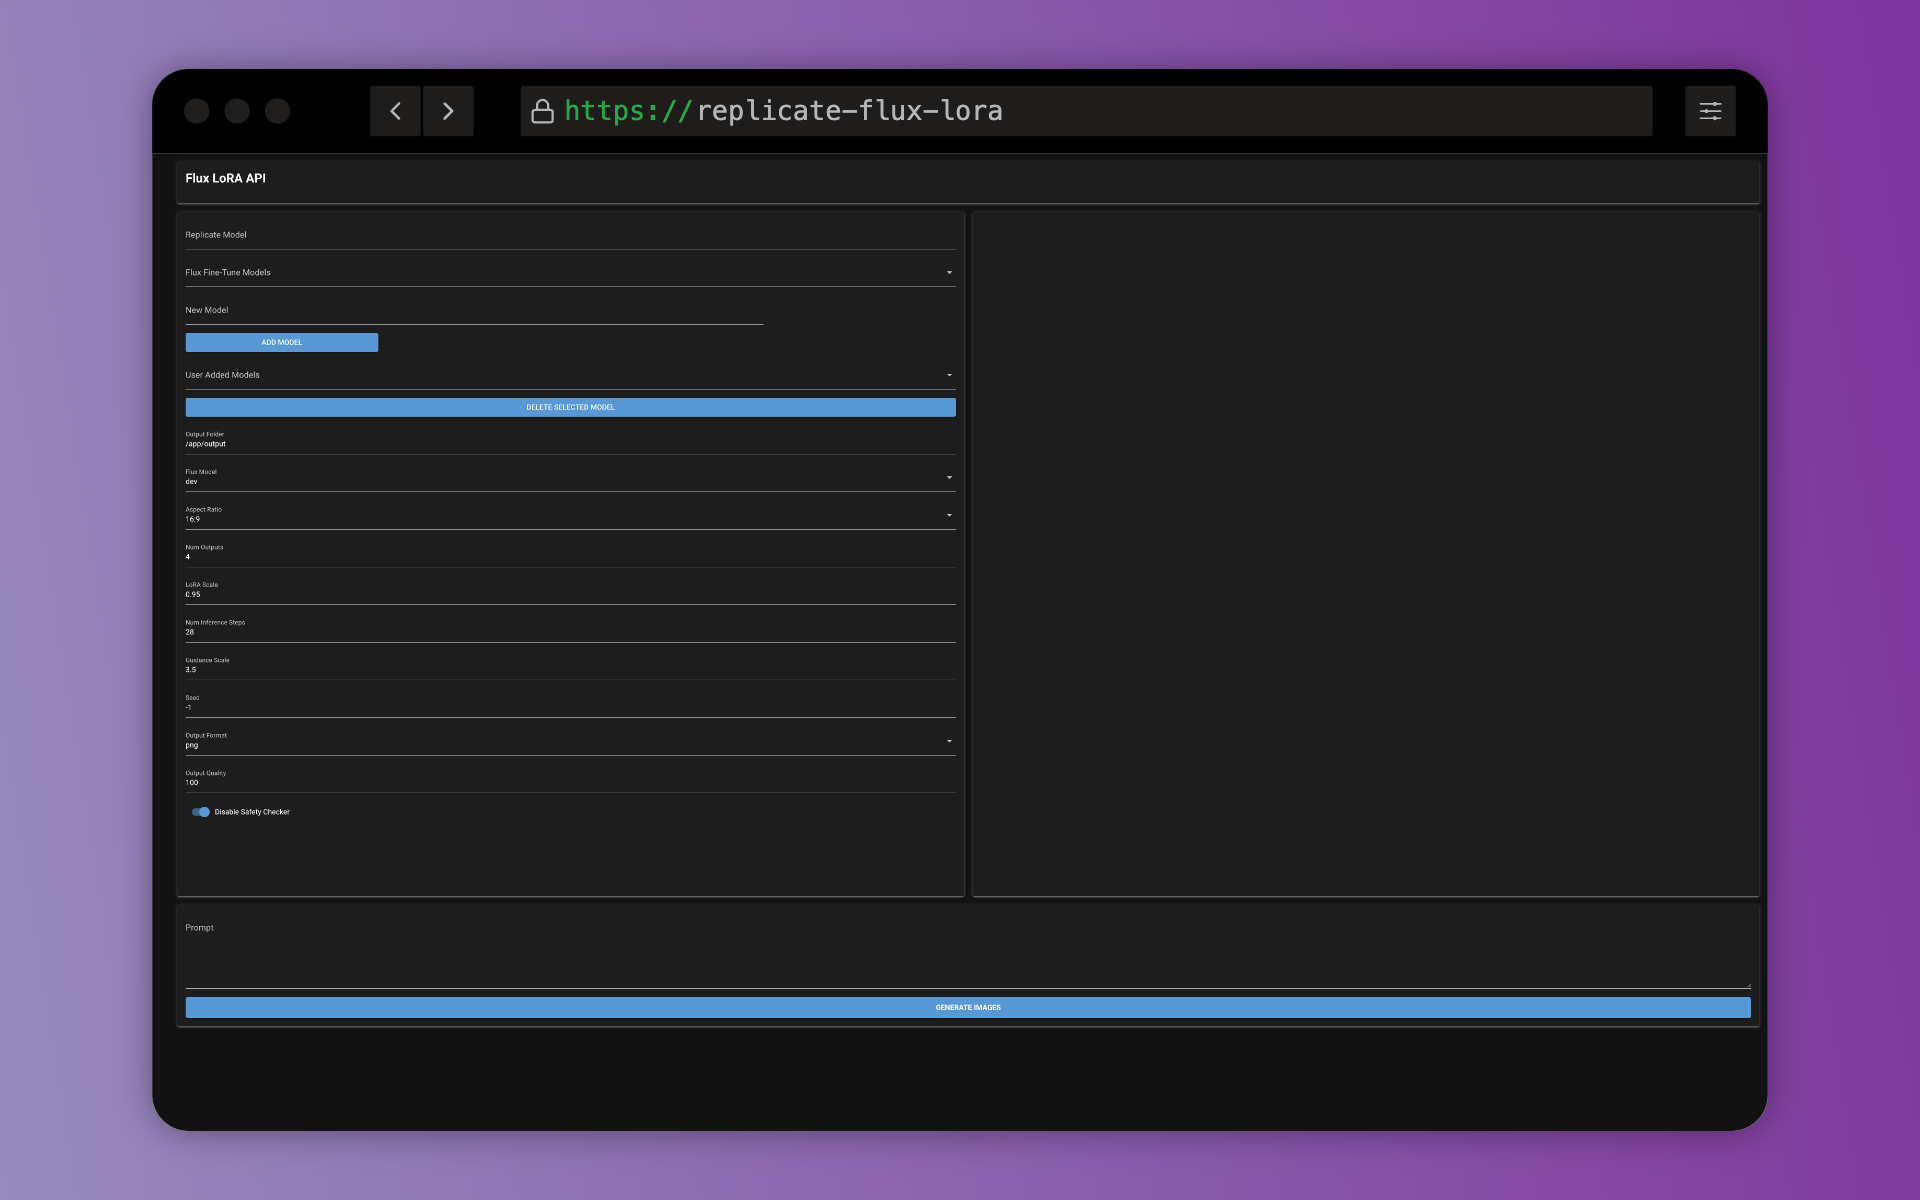 https://replicate-flux-lora
Flux LoRA API
Replicate Model
Flux Fine-Tune Models
New Model
ADD MODEL
User Added Models
DELETE SELECTED MODEL
Output Folder
/app/output
Flux Model
dev
Aspect Ratio
16:9
Num Outputs
4
LoRA Scale
0.95
Num Inference Steps
28
Guidance Scale
3.5
Seed
-1
Output Format
png
Output Quality
100
Disable Safety Checker
Prompt
GENERATE IMAGES